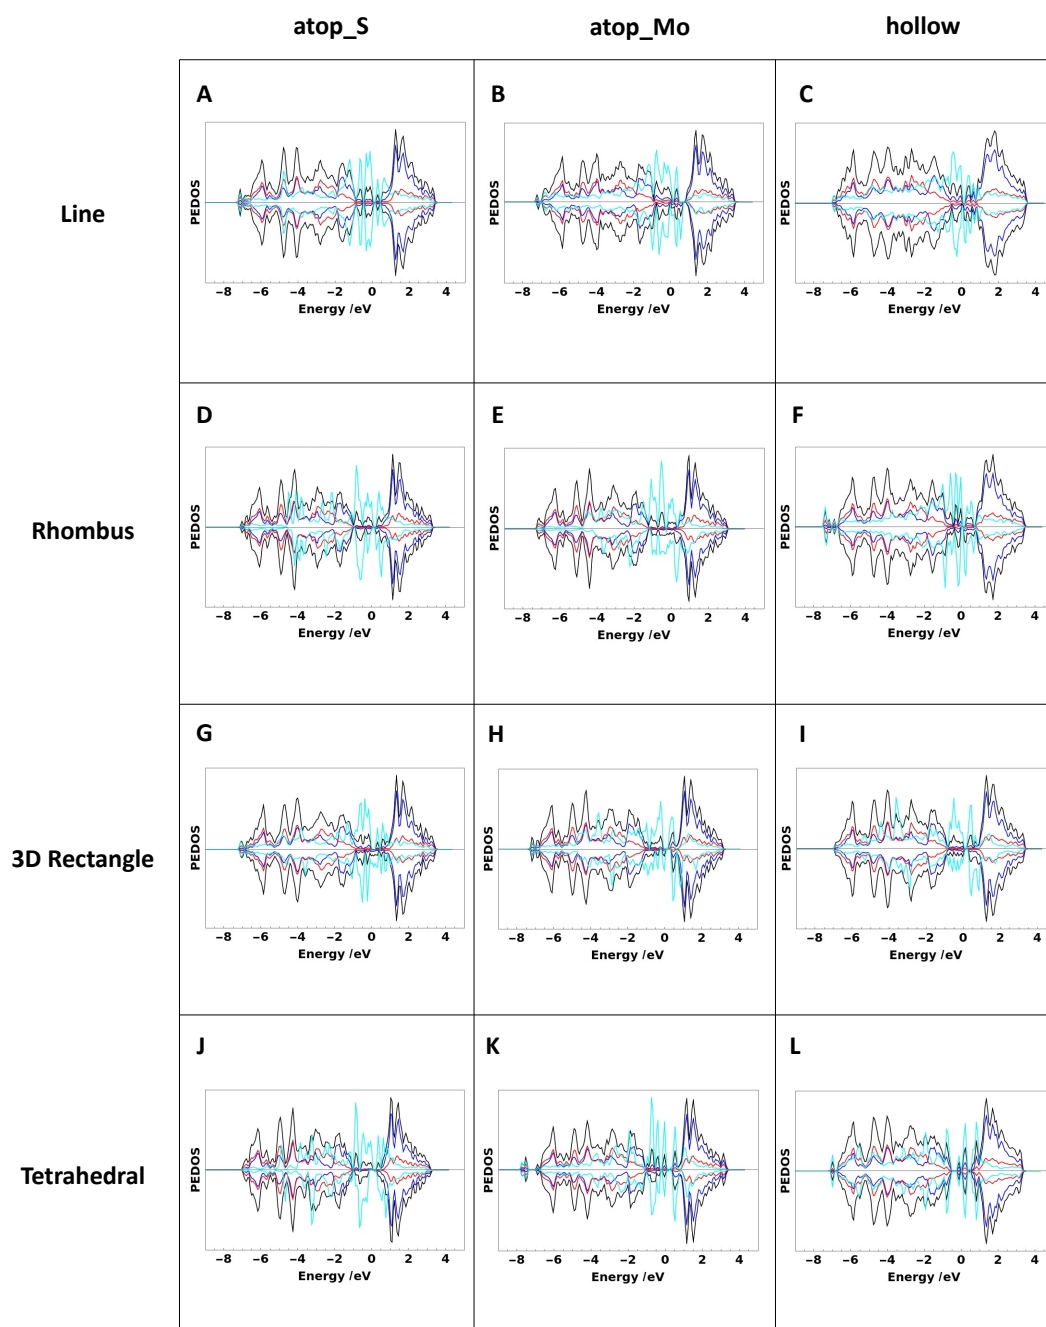 atop_S atop_Mo hollow
A B C
Line
PEDOS PEDOS PEDOS
−8 −6 −4 −2 0 2 4 −8 −6 −4 −2 0 2 4 −8 −6 −4 −2 0 2 4
Energy /eV Energy /eV Energy /eV
D E F
Rhombus
PEDOS PEDOS PEDOS
−8 −6 −4 −2 0 2 4 −8 −6 −4 −2 0 2 4 −8 −6 −4 −2 0 2 4
Energy /eV Energy /eV Energy /eV
G H I
3D Rectangle
PEDOS PEDOS PEDOS
−8 −6 −4 −2 0 2 4 −8 −6 −4 −2 0 2 4 −8 −6 −4 −2 0 2 4
Energy /eV Energy /eV Energy /eV
J K L
Tetrahedral
PEDOS PEDOS PEDOS
−8 −6 −4 −2 0 2 4 −8 −6 −4 −2 0 2 4 −8 −6 −4 −2 0 2 4
Energy /eV Energy /eV Energy /eV